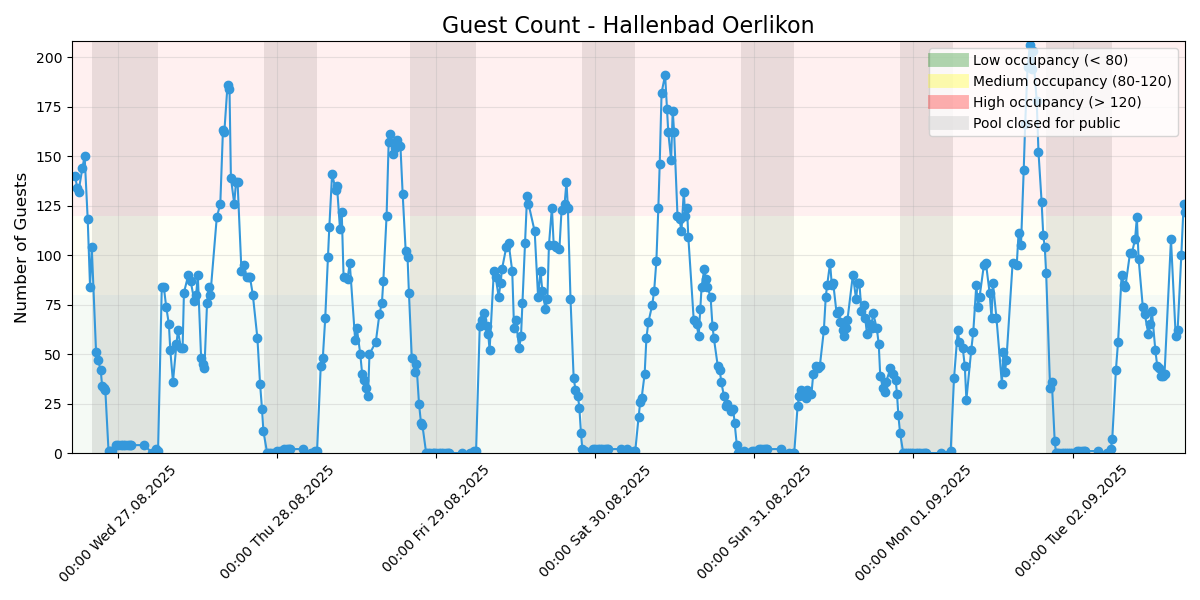 Guest Count - Hallenbad Oerlikon
Number of Guests
200
175
150
125
100
75
50
25
0
Low occupancy (< 80)
Medium occupancy (80-120)
High occupancy (> 120)
Pool closed for public
00:00 Wed 27.08.2025
00:00 Thu 28.08.2025
00:00 Fri 29.08.2025
00:00 Sat 30.08.2025
00:00 Sun 31.08.2025
00:00 Mon 01.09.2025
00:00 Tue 02.09.2025